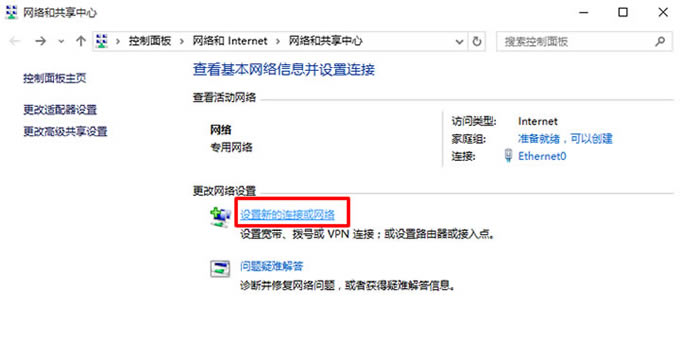 网络和共享中心
控制面板 网络和 Internet 网络和共享中心 搜索控制面板
控制面板主页
更改适配器设置
更改高级共享设置
查看基本网络信息并设置连接
查看活动网络
网络
专用网络
访问类型: Internet
家庭组: 准备就绪，可以创建
连接: Ethernet0
更改网络设置
设置新的连接或网络
设置宽带、拨号或 VPN 连接；或设置路由器或接入点。
问题疑难解答
诊断并修复网络问题，或者获得疑难解答信息。